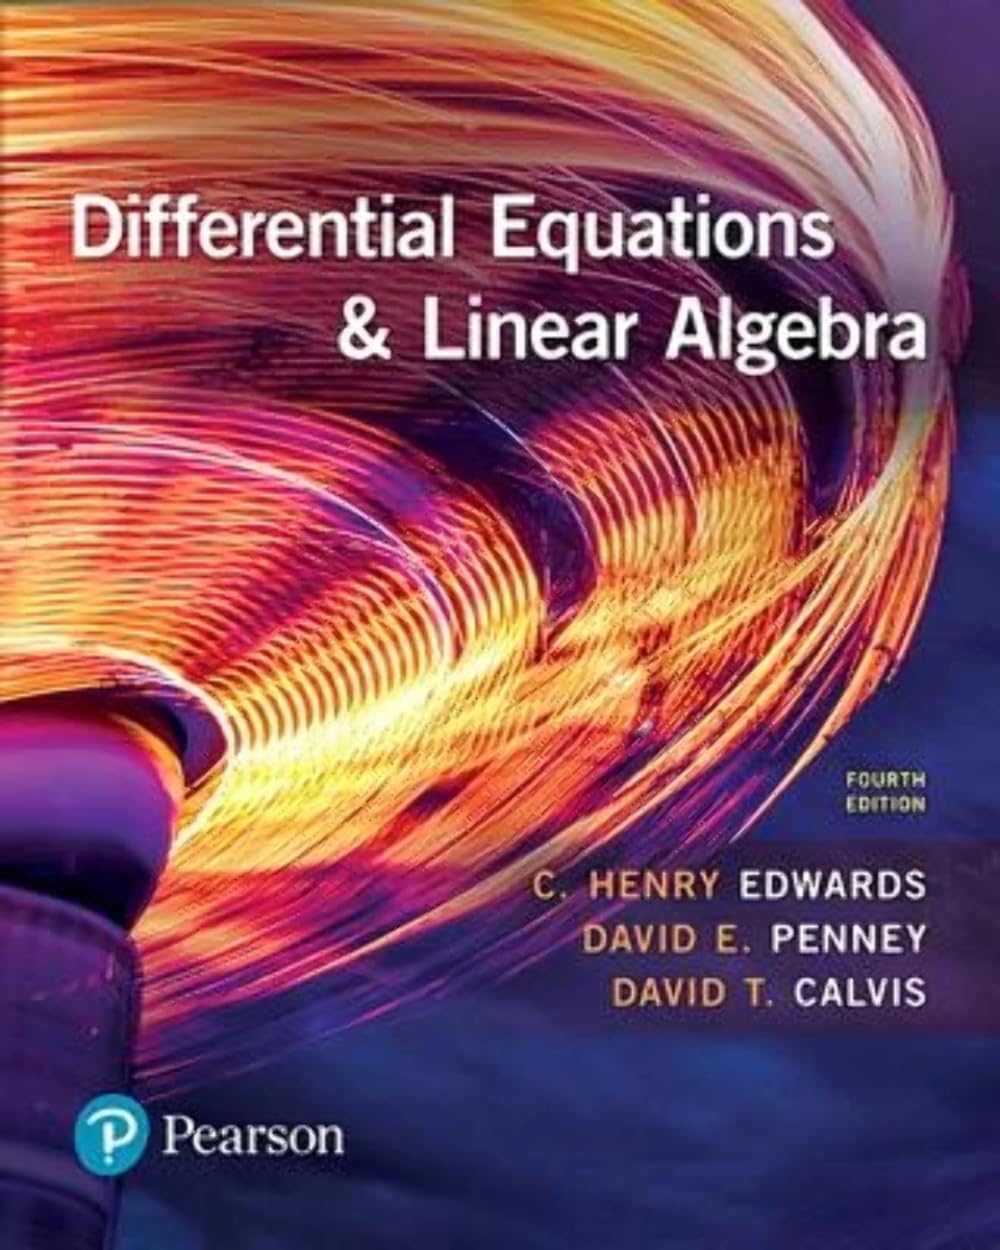 Differential Equations
& Linear Algebra
FOURTH
EDITION
C. HENRY EDWARDS
DAVID E. PENNEY
DAVID T. CALVIS
P Pearson